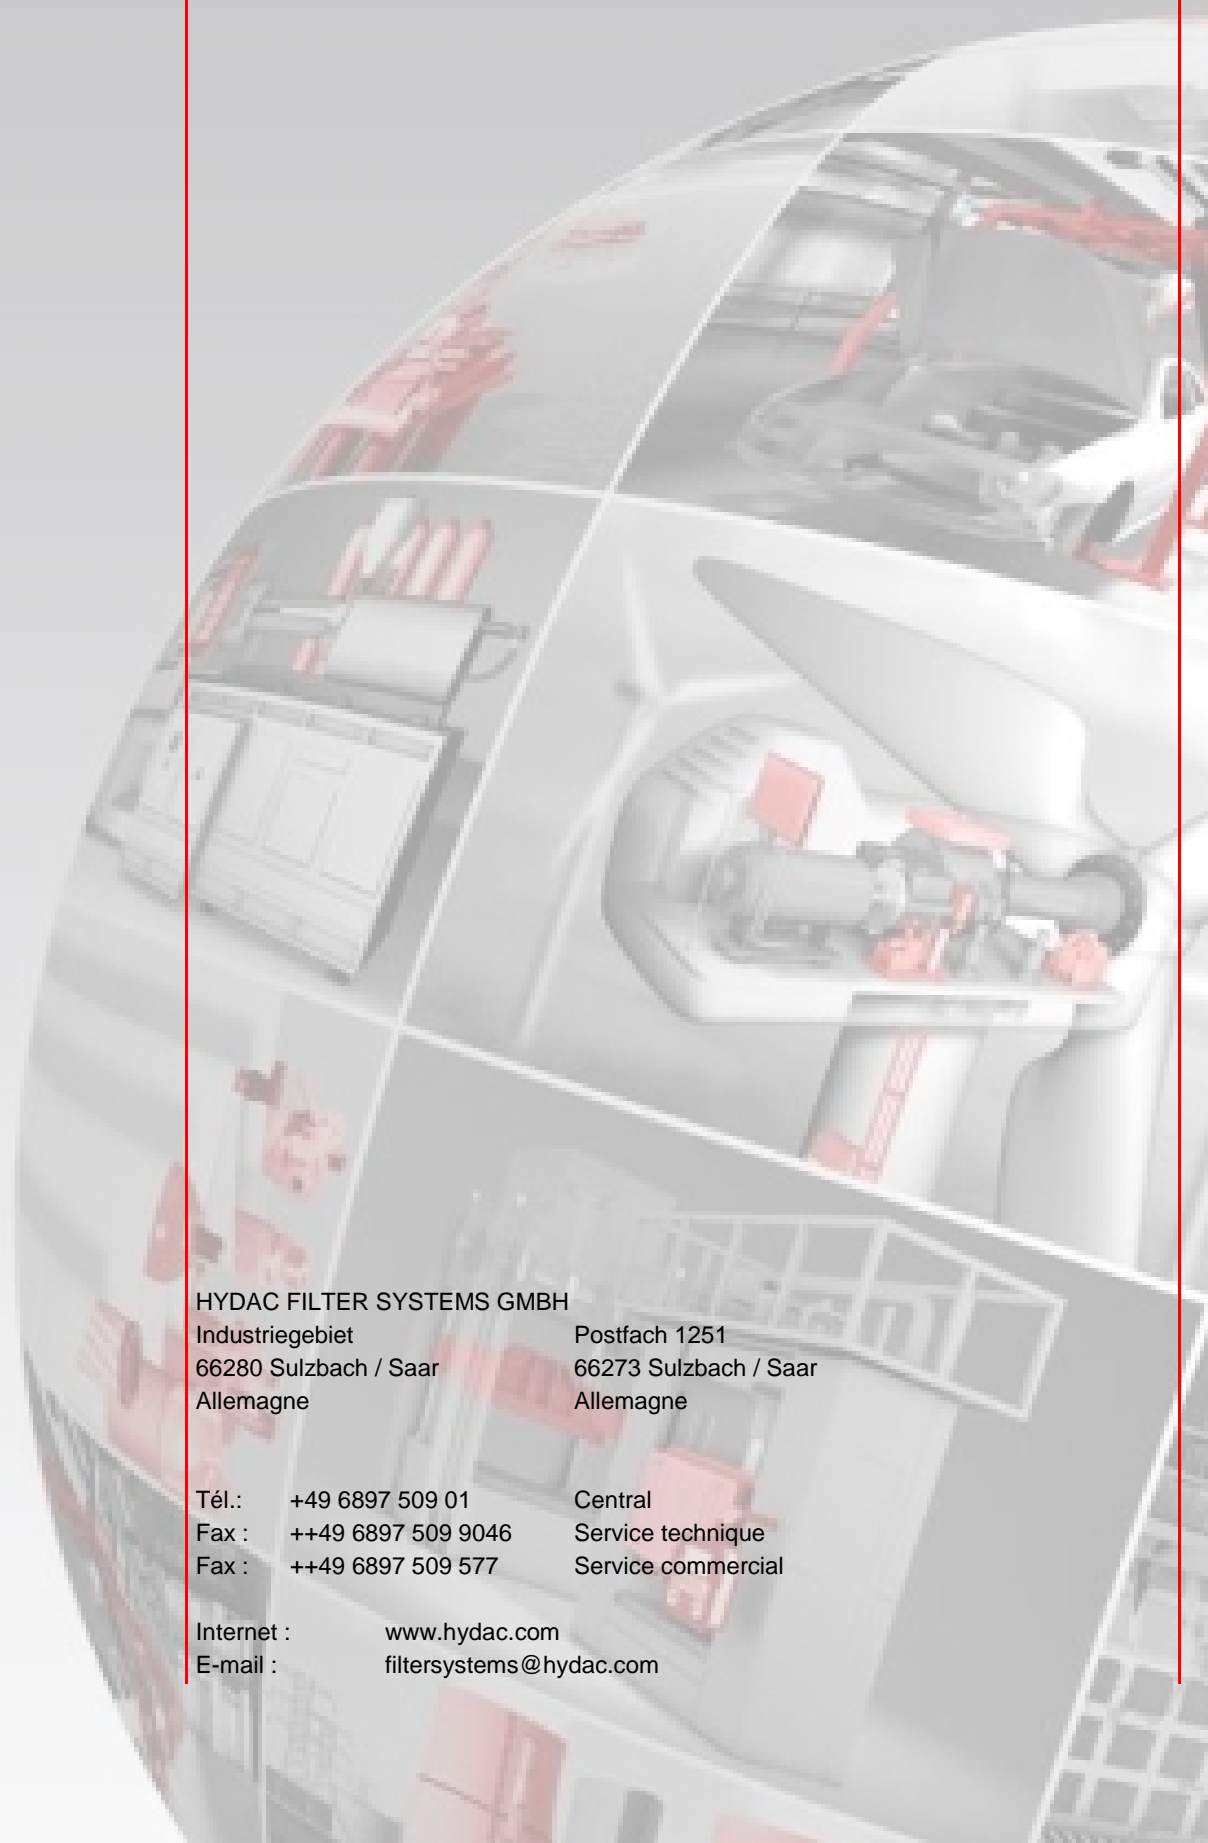 HYDAC FILTER SYSTEMS GMBH
Industriegebiet Postfach 1251
66280 Sulzbach / Saar 66273 Sulzbach / Saar
Allemagne Allemagne
Tél.: +49 6897 509 01 Central
Fax : ++49 6897 509 9046 Service technique
Fax : ++49 6897 509 577 Service commercial
Internet : www.hydac.com
E-mail : filtersystems@hydac.com